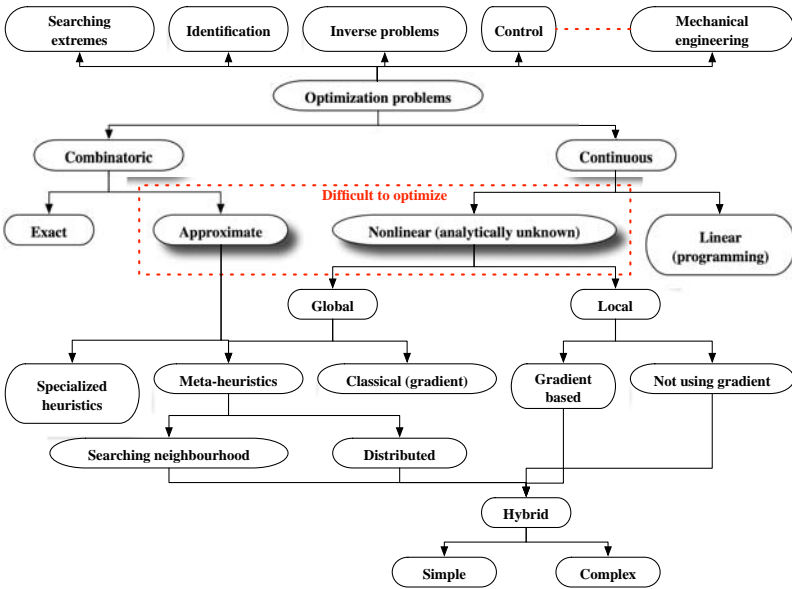 Searching
extremes
Identification
Inverse problems
Control
Mechanical
engineering
Optimization problems
Combinatoric
Continuous
Difficult to optimize
Exact
Approximate
Nonlinear (analytically unknown)
Linear
(programming)
Global
Local
Specialized
heuristics
Meta-heuristics
Classical (gradient)
Gradient
based
Not using gradient
Searching neighbourhood
Distributed
Hybrid
Simple
Complex